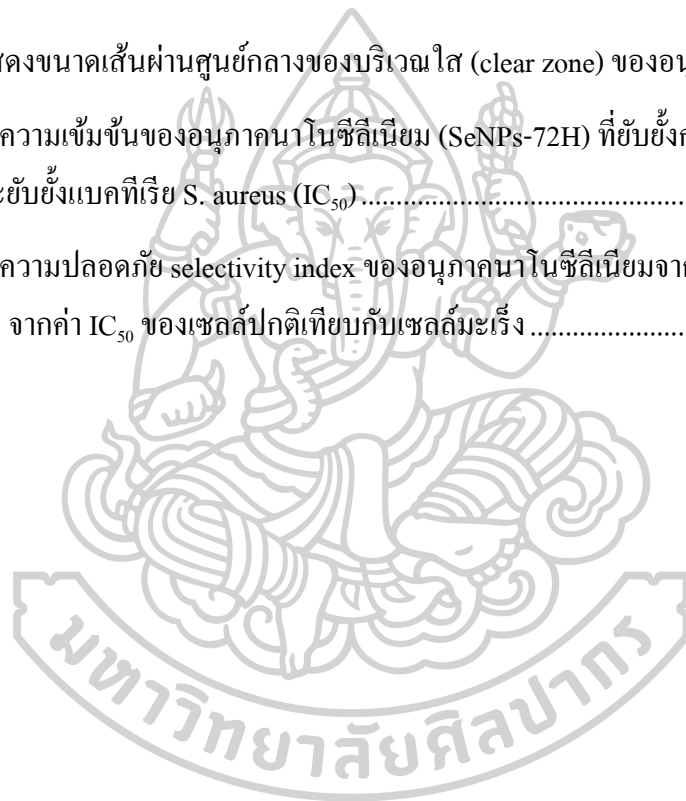 สดงขนาดเส้นผ่านศูนย์กลางของบริเวณใส (clear zone) ของอนุ
ความเข้มข้นของอนุภาคนาโนซีลีเนียม (SeNPs-72H) ที่ยับยั้ง
ะยับยั้งแบคทีเรีย S. aureus (IC50)..........................................................
ความปลอดภัย selectivity index ของอนุภาคนาโนซีลีเนียมจาก
จากค่า IC50 ของเซลล์ปกติเทียบกับเซลล์มะเร็ง ............................
มหาวิทยาลัยศิลปากร